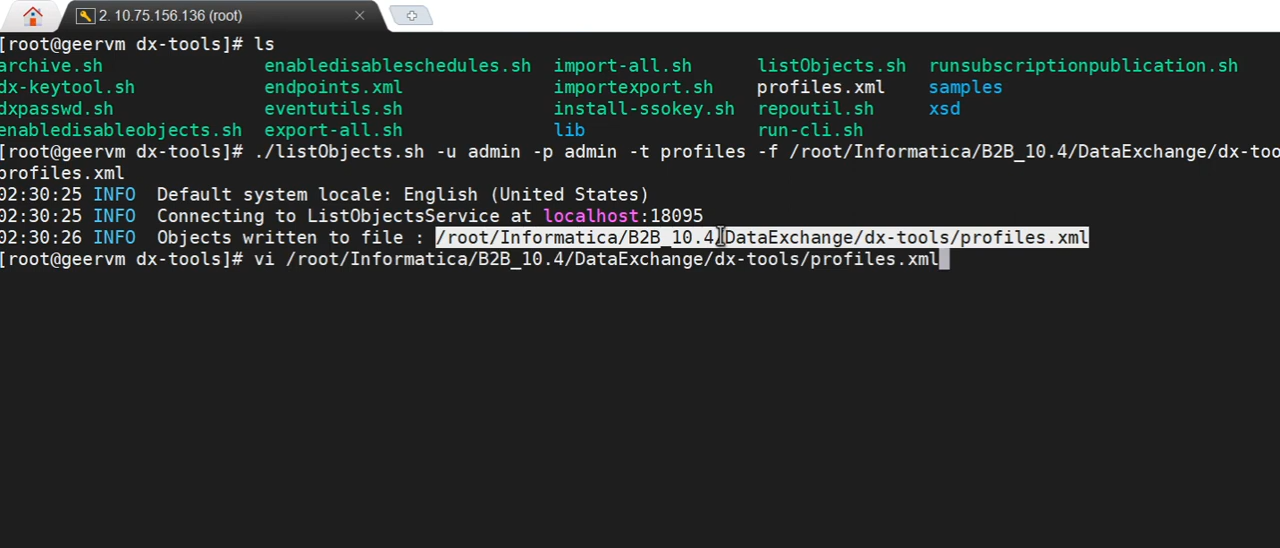 2. 10.75.156.136 (root)
[root@geervm dx-tools]# ls
archive.sh enabledisableschedules.sh import-all.sh listObjects.sh runsubscriptionpublication.sh
dx-keytool.sh endpoints.xml importexport.sh profiles.xml samples
dxpasswd.sh eventutils.sh install-ssokey.sh repoutil.sh xsd
enabledisableobjects.sh export-all.sh lib run-cli.sh
[root@geervm dx-tools]# ./listObjects.sh -u admin -p admin -t profiles -f /root/Informatica/B2B_10.4/DataExchange/dx-too
profiles.xml
02:30:25 INFO Default system locale: English (United States)
02:30:25 INFO Connecting to ListObjectsService at localhost:18095
02:30:26 INFO Objects written to file : /root/Informatica/B2B_10.4/DataExchange/dx-tools/profiles.xml
[root@geervm dx-tools]# vi /root/Informatica/B2B_10.4/DataExchange/dx-tools/profiles.xml